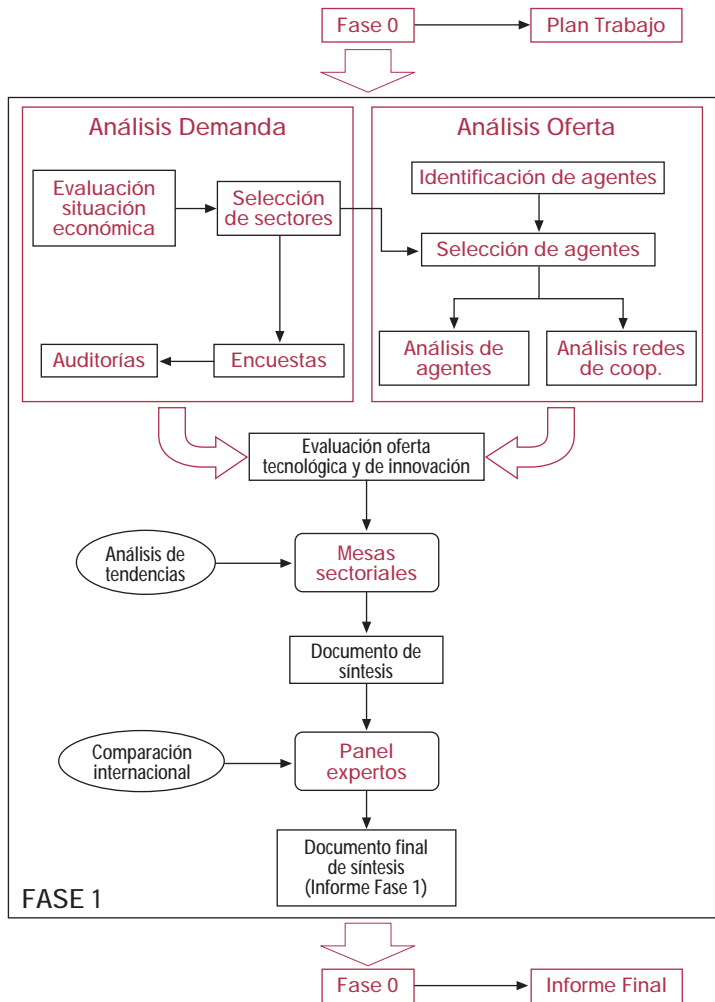 Fase 0
Plan Trabajo
Análisis Demanda
Evaluación
situación
económica
Selección
de sectores
Auditorías
Encuestas
Análisis Oferta
Identificación de agentes
Selección de agentes
Análisis de
agentes
Análisis redes
de coop.
Evaluación oferta
tecnológica y de innovación
Análisis de
tendencias
Mesas
sectoriales
Documento de
síntesis
Comparación
internacional
Panel
expertos
Documento final
de síntesis
(Informe Fase 1)
FASE 1
Fase 0
Informe Final